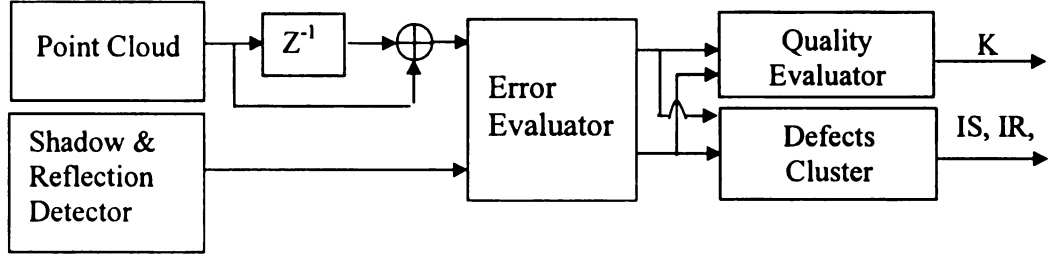 Point Cloud
Z⁻¹
Shadow &
Reflection
Detector
Error
Evaluator
Quality
Evaluator
Defects
Cluster
K
IS, IR,